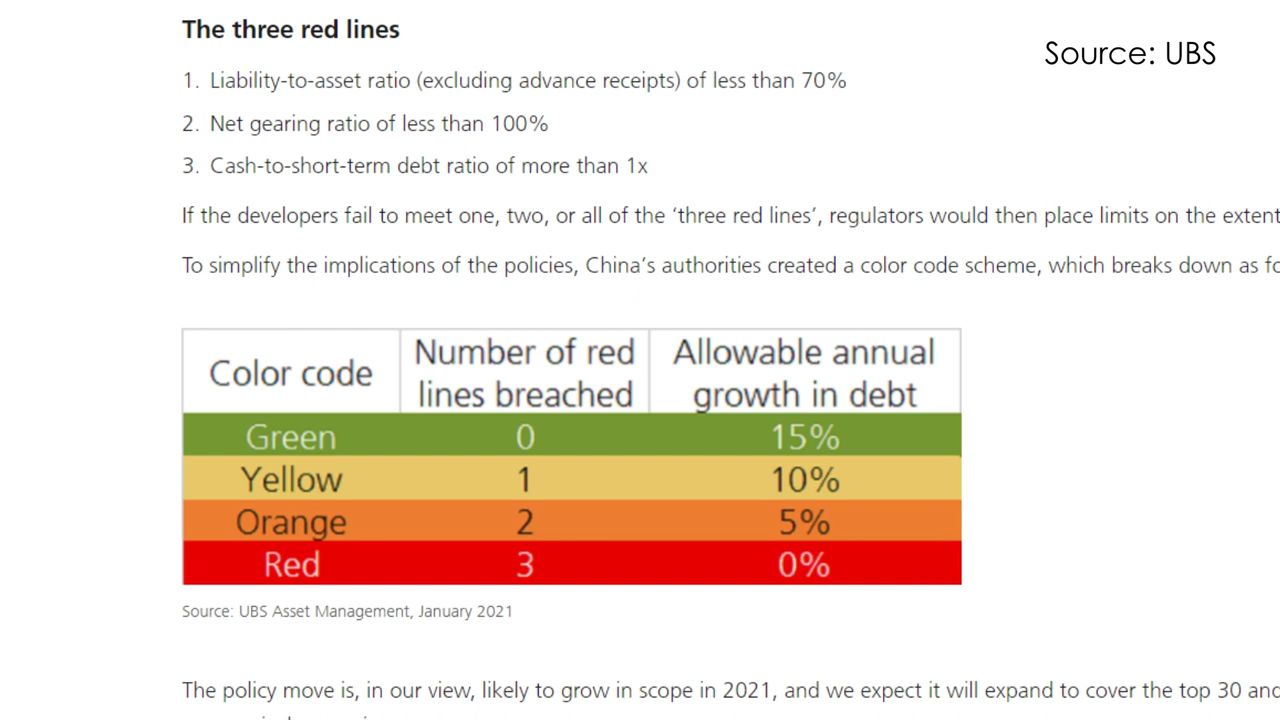 The three red lines
Source: UBS
1. Liability-to-asset ratio (excluding advance receipts) of less than 70%
2. Net gearing ratio of less than 100%
3. Cash-to-short-term debt ratio of more than 1x
If the developers fail to meet one, two, or all of the ‘three red lines’, regulators would then place limits on the extent
To simplify the implications of the policies, China’s authorities created a color code scheme, which breaks down as
Color code Number of red lines breached Allowable annual growth in debt
Green 0 15%
Yellow 1 10%
Orange 2 5%
Red 3 0%
Source: UBS Asset Management, January 2021
The policy move is, in our view, likely to grow in scope in 2021, and we expect it will expand to cover the top 30 and